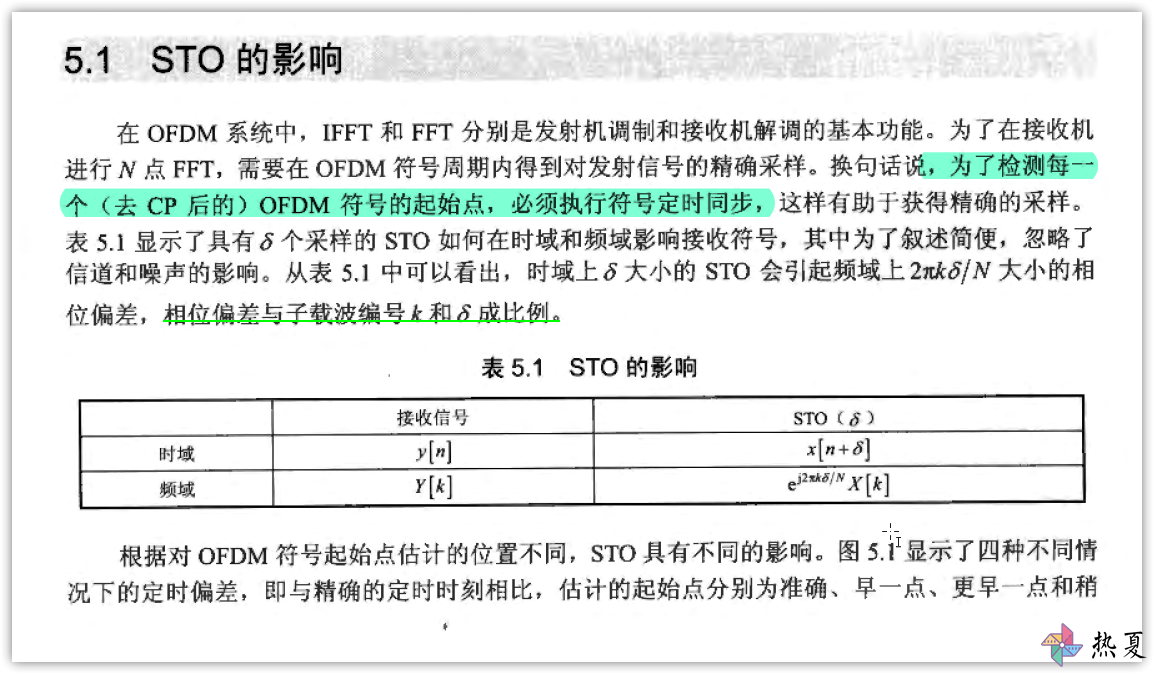 5.1 STO 的影响
在 OFDM 系统中，IFFT 和 FFT 分别是发射机调制和接收机解调的基本功能。为了在接收机
进行 N 点 FFT，需要在 OFDM 符号周期内得到对发射信号的精确采样。换句话说，为了检测每一
个（去 CP 后的）OFDM 符号的起始点，必须执行符号定时同步，这样有助于获得精确的采样。
表 5.1 显示了具有 δ 个采样的 STO 如何在时域和频域影响接收符号，其中为了叙述简便，忽略了
信道和噪声的影响。从表 5.1 中可以看出，时域上 δ 大小的 STO 会引起频域上 2πkδ/N 大小的相
位偏差，相位偏差与子载波编号 k 和 δ 成比例。
表 5.1 STO 的影响
接收信号 STO（δ）
时域 y[n] x[n+δ]
频域 Y[k] e^{j2πkδ/N} X[k]
根据对 OFDM 符号起始点估计的位置不同，STO 具有不同的影响。图 5.1 显示了四种不同情
况下的定时偏差，即与精确的定时时刻相比，估计的起始点分别为准确、早一点、更早一点和稍
热夏